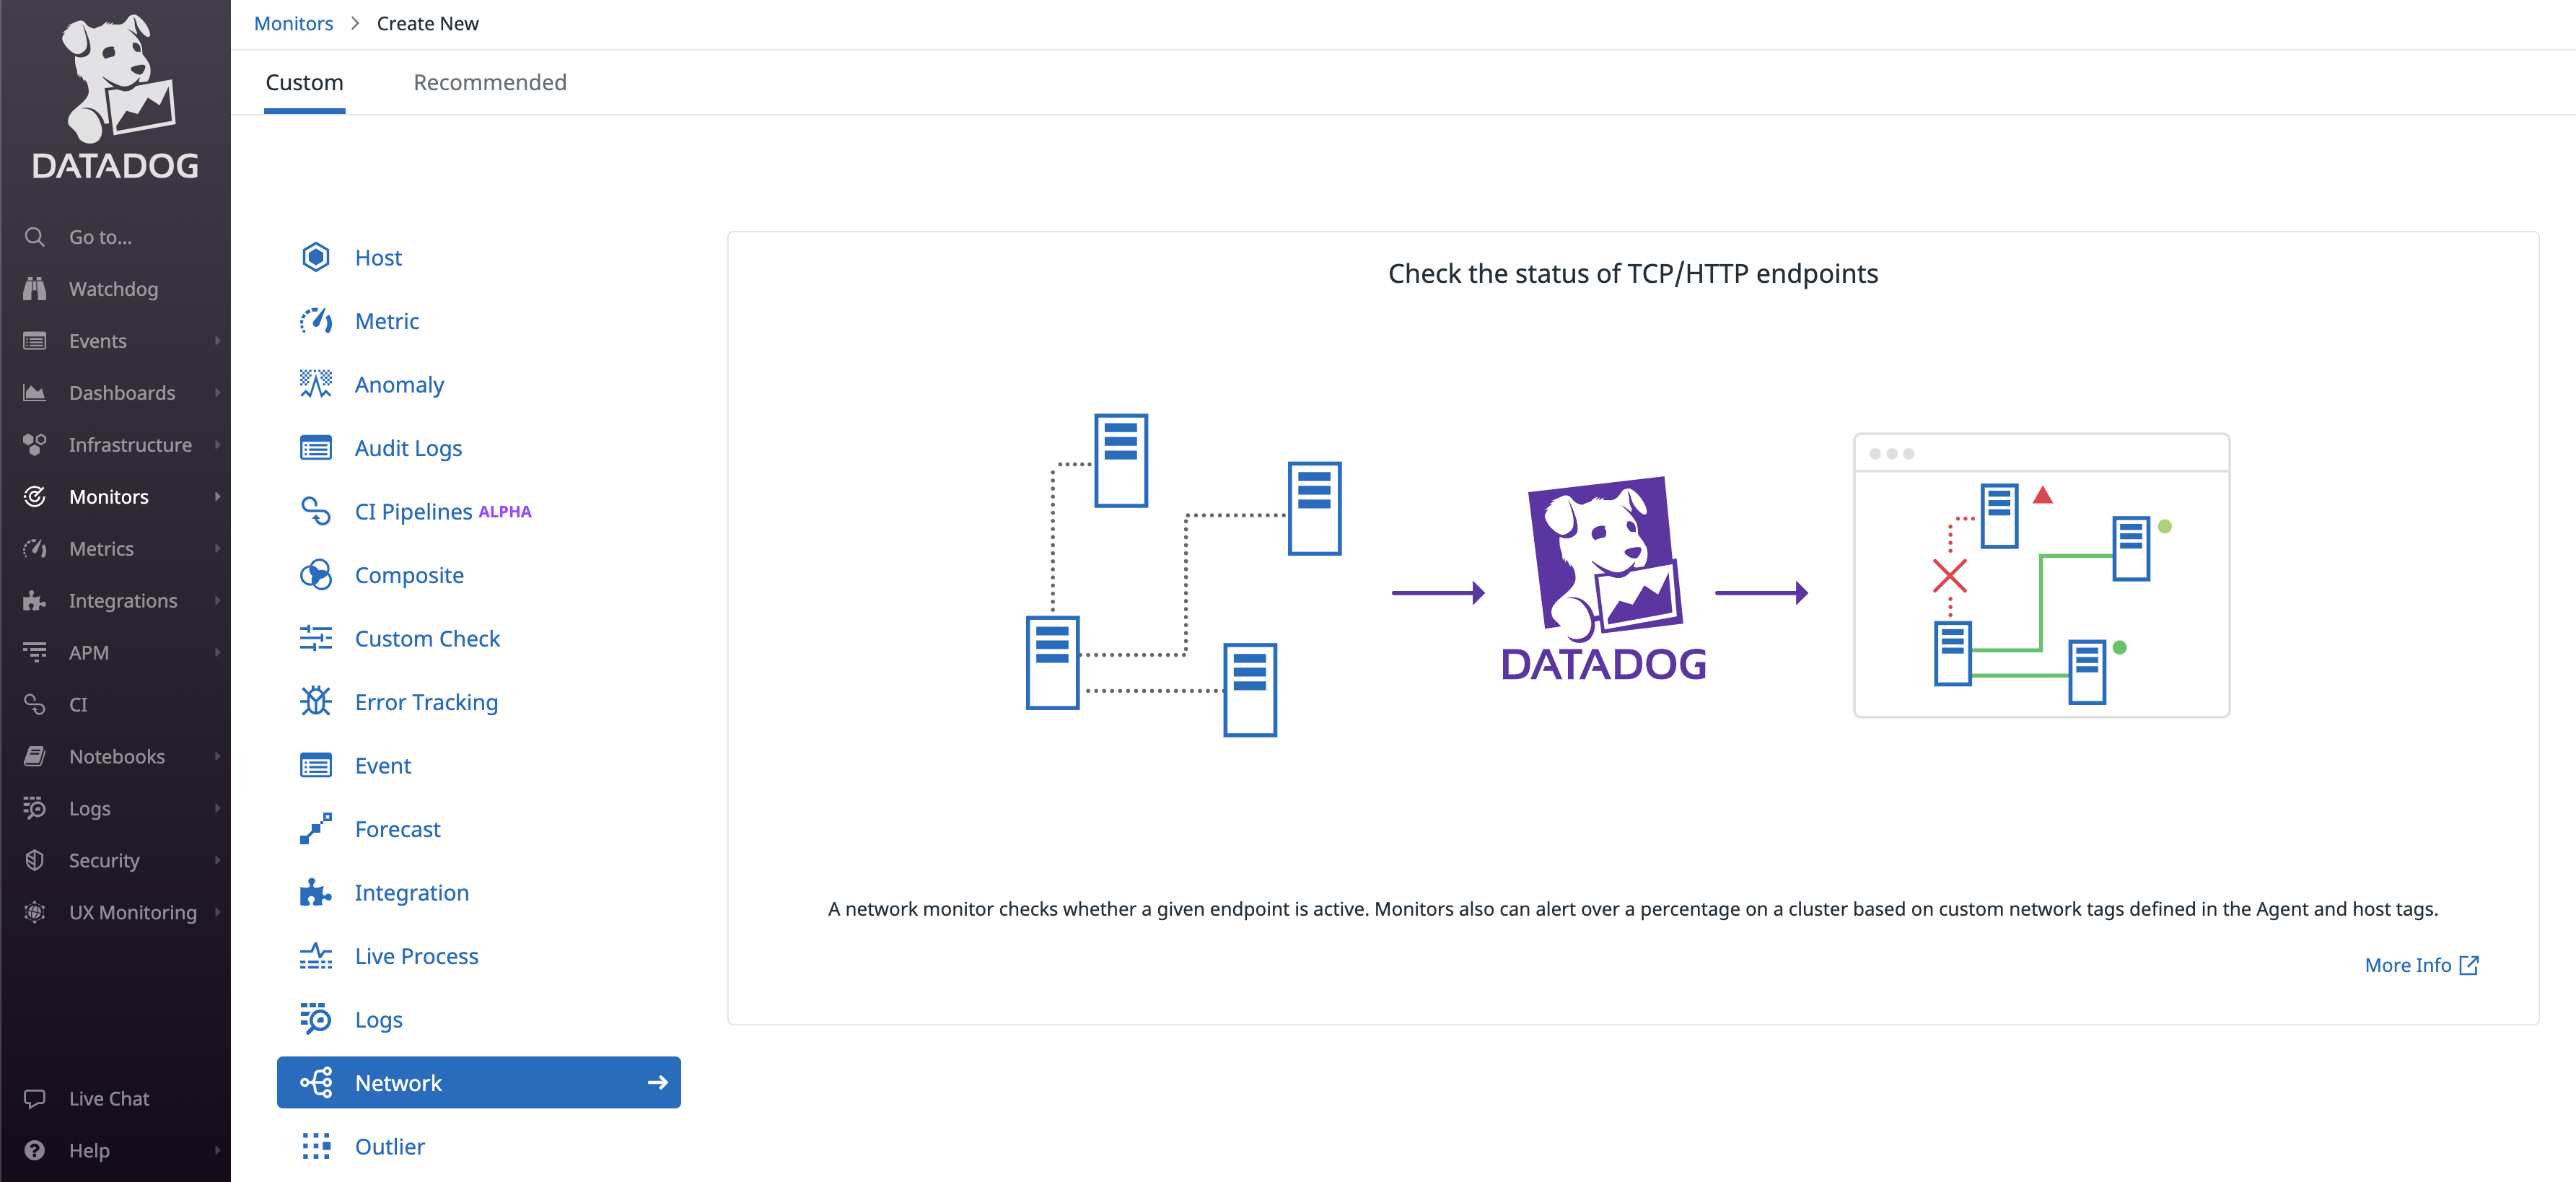 DATADOG
Go to...
Watchdog
Events
Dashboards
Infrastructure
Monitors
Metrics
Integrations
APM
CI
Notebooks
Logs
Security
UX Monitoring
Live Chat
Help
Monitors > Create New
Custom Recommended
Host
Metric
Anomaly
Audit Logs
CI Pipelines ALPHA
Composite
Custom Check
Error Tracking
Event
Forecast
Integration
Live Process
Logs
Network
Outlier
Check the status of TCP/HTTP endpoints
DATADOG
A network monitor checks whether a given endpoint is active. Monitors also can alert over a percentage on a cluster based on custom network tags defined in the Agent and host tags.
More Info